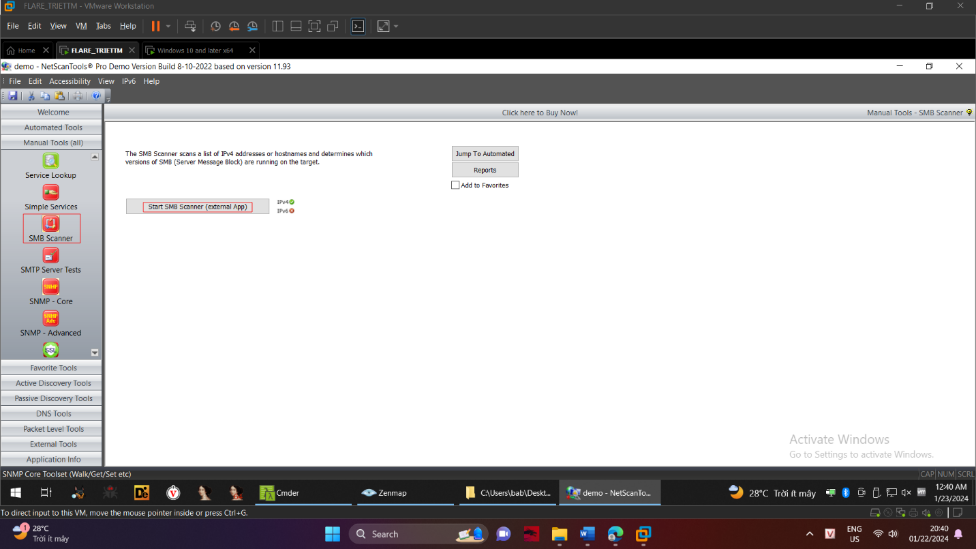 FLARE_TRIETTM - VMware Workstation
File Edit View VM Tabs Help
Home FLARE_TRIETTM Windows 10 and later x64
demo - NetScanTools® Pro Demo Version Build 8-10-2022 based on version 11.93
File Edit Accessibility View IPv6 Help
Welcome
Click here to Buy Now!
Manual Tools - SMB Scanner
Automated Tools
Manual Tools (all)
Service Lookup
Simple Services
SMB Scanner
SMTP Server Tests
SNMP
SNMP - Core
SNMP Adv
SNMP - Advanced
SSL
Favorite Tools
Active Discovery Tools
Passive Discovery Tools
DNS Tools
Packet Level Tools
External Tools
Application Info
The SMB Scanner scans a list of IPv4 addresses or hostnames and determines which
versions of SMB (Server Message Block) are running on the target.
Start SMB Scanner (external App)
IPv4
IPv6
Jump To Automated
Reports
Add to Favorites
Activate Windows
Go to Settings to activate Windows.
SNMP Core Toolset (Walk/Get/Set etc)
CAP NUM SCRL
Cmder
Zenmap
C:\Users\bab\Deskt...
demo - NetScanTo...
28°C Trời ít mây
12:40 AM
1/23/2024
To direct input to this VM, move the mouse pointer inside or press Ctrl+G.
28°C
Trời ít mây
Search
ENG
US
20:40
01/22/2024